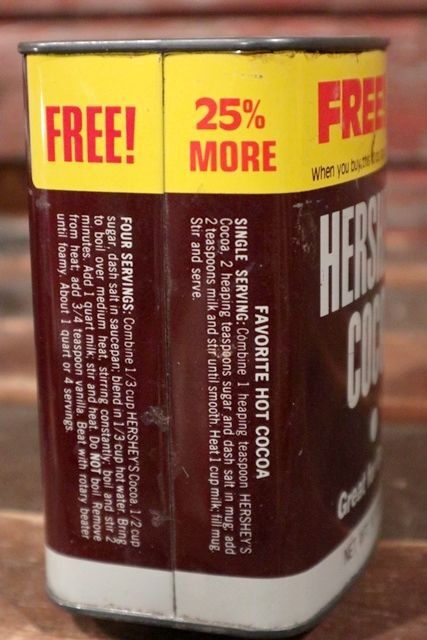 FREE!
25%
MORE
FREE
When you buy this
HERSH
COC
Great
NET
FAVORITE HOT COCOA
SINGLE SERVING: Combine 1 heaping teaspoon HERSHEY'S
Cocoa, 2 heaping teaspoons sugar and dash salt in mug; add
2 teaspoons milk and stir until smooth. Heat 1 cup milk; fill mug.
Stir and serve.
FOUR SERVINGS: Combine 1/3 cup HERSHEY'S Cocoa, 1/2 cup
sugar, dash salt in saucepan; blend in 1/3 cup hot water. Bring
to boil over medium heat, stirring constantly; boil and stir 2
minutes. Add 1 quart milk; stir and heat. Do NOT boil. Remove
from heat; add 3/4 teaspoon vanilla. Beat with rotary beater
until foamy. About 1 quart or 4 servings.